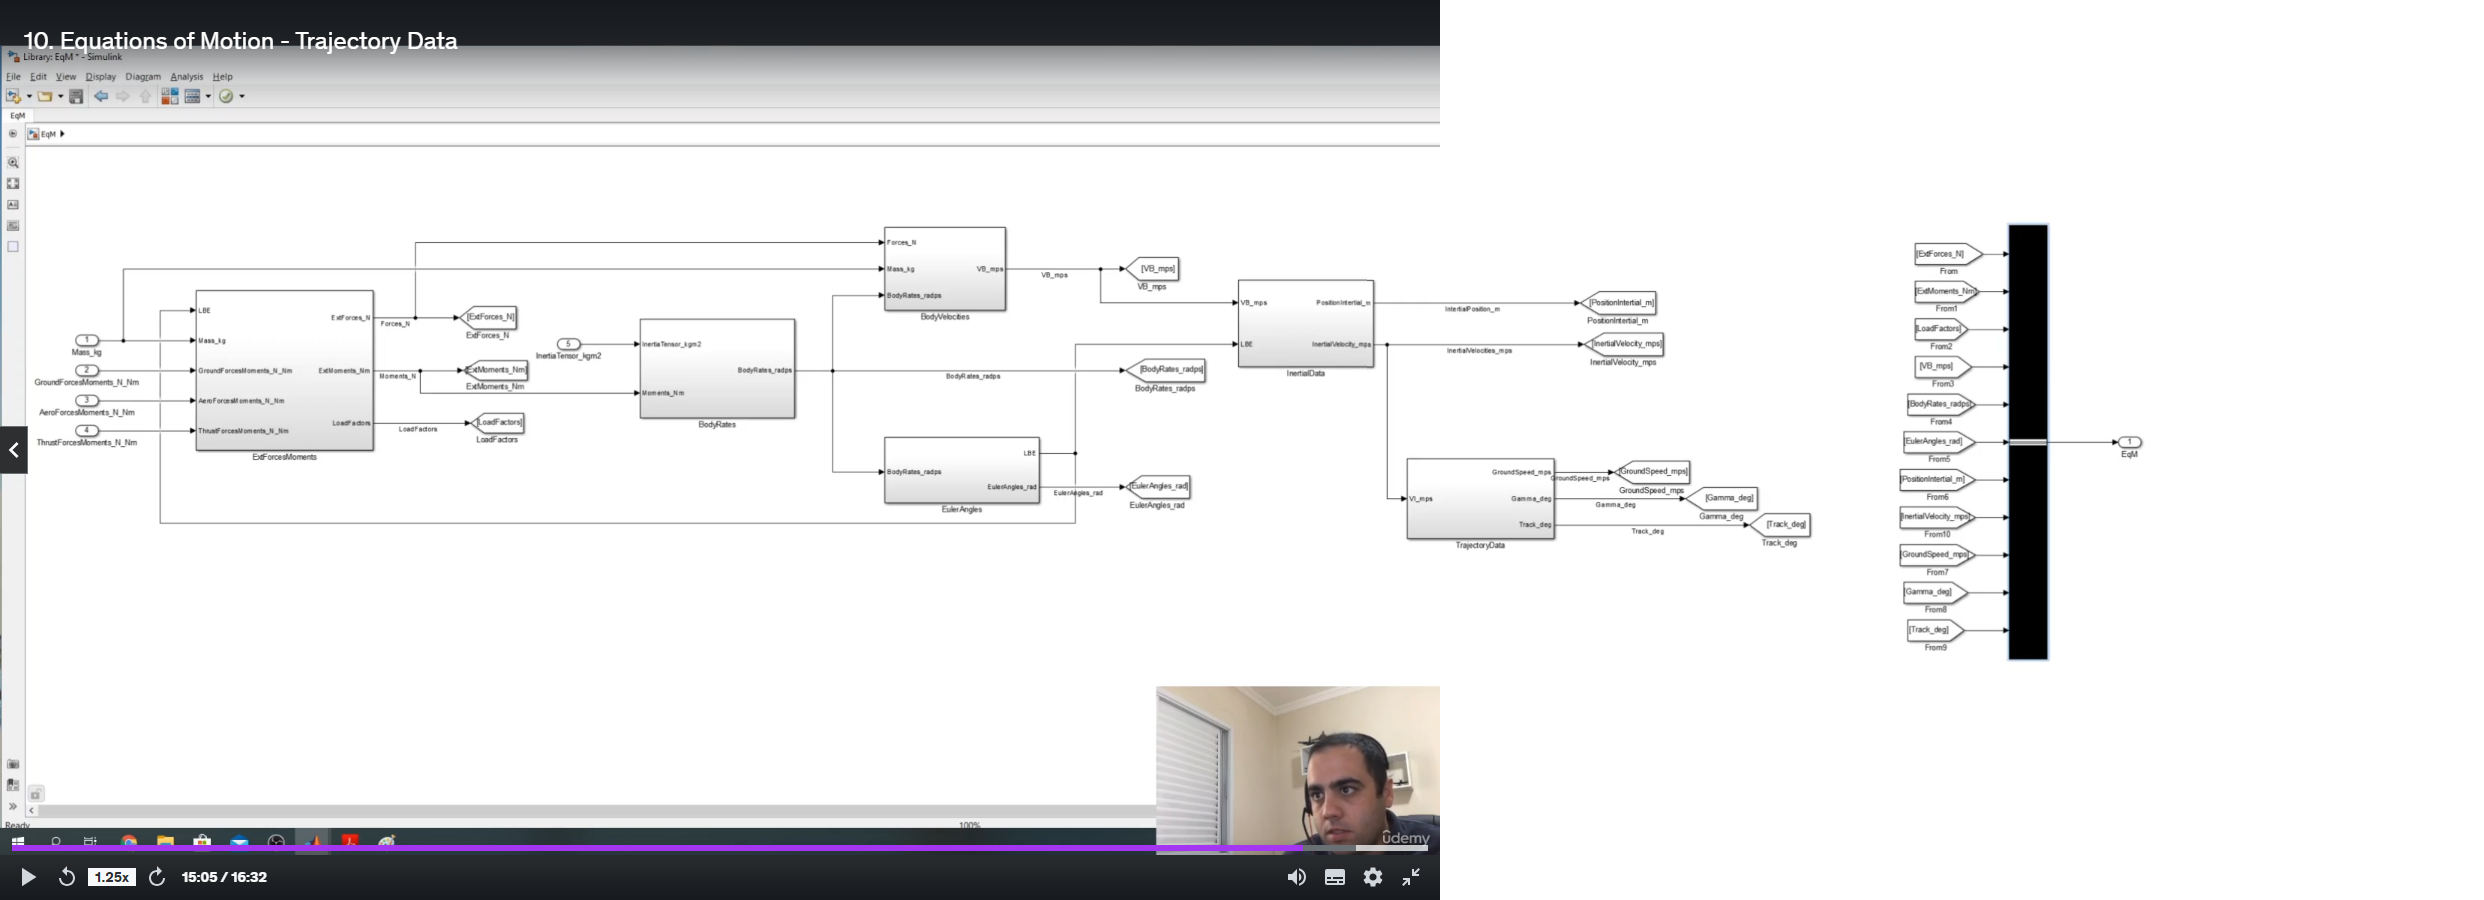 10. Equations of Motion - Trajectory Data
Library: EqM * - Simulink
File Edit View Display Diagram Analysis Help
EqM
EqM
1
Mass_kg
2
GroundForcesMoments_N_Nm
3
AeroForcesMoments_N_Nm
4
ThrustForcesMoments_N_Nm
LBE
Mass_kg
GroundForcesMoments_N_Nm
AeroForcesMoments_N_Nm
ThrustForcesMoments_N_Nm
ExtForces_N
ExtMoments_Nm
LoadFactors
ExtForcesMoments
Forces_N
[ExtForces_N]
ExtForces_N
Moments_N
[ExtMoments_Nm]
ExtMoments_Nm
LoadFactors
[LoadFactors]
LoadFactors
5
InertiaTensor_kgm2
InertiaTensor_kgm2
Moments_Nm
BodyRates_radps
BodyRates
Forces_N
Mass_kg
BodyRates_radps
VB_mps
BodyVelocities
VB_mps
[VB_mps]
VB_mps
BodyRates_radps
[BodyRates_radps]
BodyRates_radps
BodyRates_radps
LBE
EulerAngles_rad
EulerAngles
EulerAngles_rad
[EulerAngles_rad]
EulerAngles_rad
VB_mps
LBE
PositionIntertial_m
InertialVelocity_mps
InertialData
InterialPosition_m
[PositionIntertial_m]
PositionIntertial_m
InertialVelocities_mps
[InertialVelocity_mps]
InertialVelocity_mps
VI_mps
GroundSpeed_mps
Gamma_deg
Track_deg
TrajectoryData
GroundSpeed_mps
[GroundSpeed_mps]
GroundSpeed_mps
Gamma_deg
[Gamma_deg]
Gamma_deg
Track_deg
[Track_deg]
Track_deg
[ExtForces_N]
From
[ExtMoments_Nm]
From1
[LoadFactors]
From2
[VB_mps]
From3
[BodyRates_radps]
From4
[EulerAngles_rad]
From5
[PositionIntertial_m]
From6
[InertialVelocity_mps]
From10
[GroundSpeed_mps]
From7
[Gamma_deg]
From8
[Track_deg]
From9
1
EqM
Ready
100%
ûdemy
1.25x
15:05 / 16:32